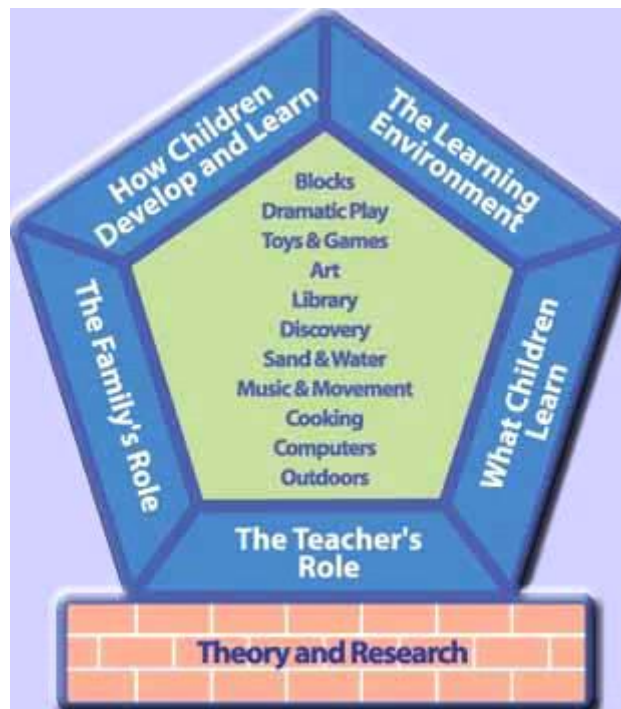 How Children
Develop and Learn
The Learning
Environment
Blocks
Dramatic Play
Toys & Games
Art
Library
Discovery
Sand & Water
Music & Movement
Cooking
Computers
Outdoors
The Family's Role
What Children
Learn
The Teacher's
Role
Theory and Research